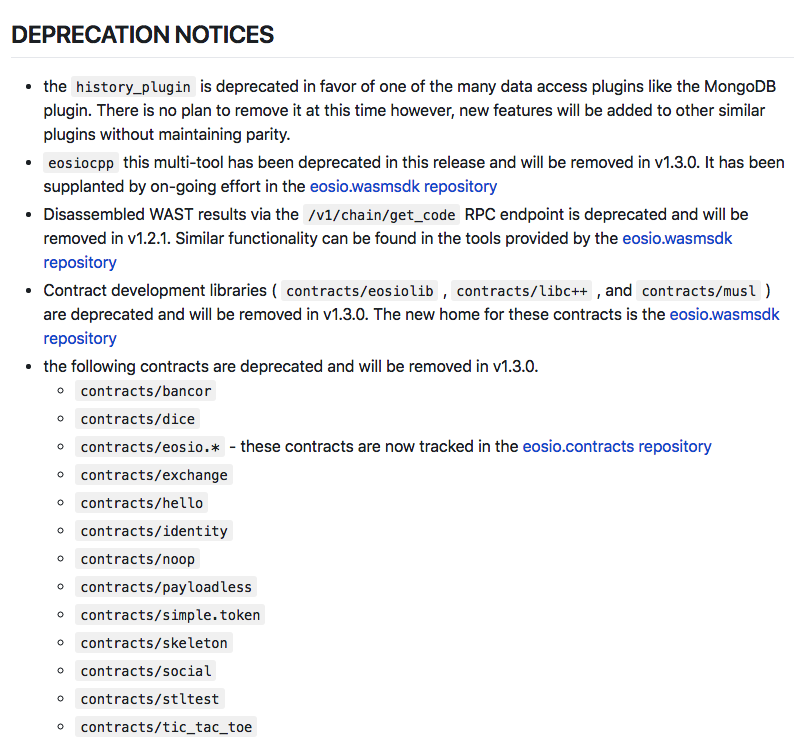 DEPRECATION NOTICES
the history_plugin is deprecated in favor of one of the many data access plugins like the MongoDB
plugin. There is no plan to remove it at this time however, new features will be added to other similar
plugins without maintaining parity.
eosiocpp this multi-tool has been deprecated in this release and will be removed in v1.3.0. It has been
supplanted by on-going effort in the eosio.wasmsdk repository
Disassembled WAST results via the /v1/chain/get_code RPC endpoint is deprecated and will be
removed in v1.2.1. Similar functionality can be found in the tools provided by the eosio.wasmsdk
repository
Contract development libraries ( contracts/eosiolib , contracts/libc++ , and contracts/musl )
are deprecated and will be removed in v1.3.0. The new home for these contracts is the eosio.wasmsdk
repository
the following contracts are deprecated and will be removed in v1.3.0.
contracts/bancor
contracts/dice
contracts/eosio.* - these contracts are now tracked in the eosio.contracts repository
contracts/exchange
contracts/hello
contracts/identity
contracts/noop
contracts/payloadless
contracts/simple.token
contracts/skeleton
contracts/social
contracts/stltest
contracts/tic_tac_toe